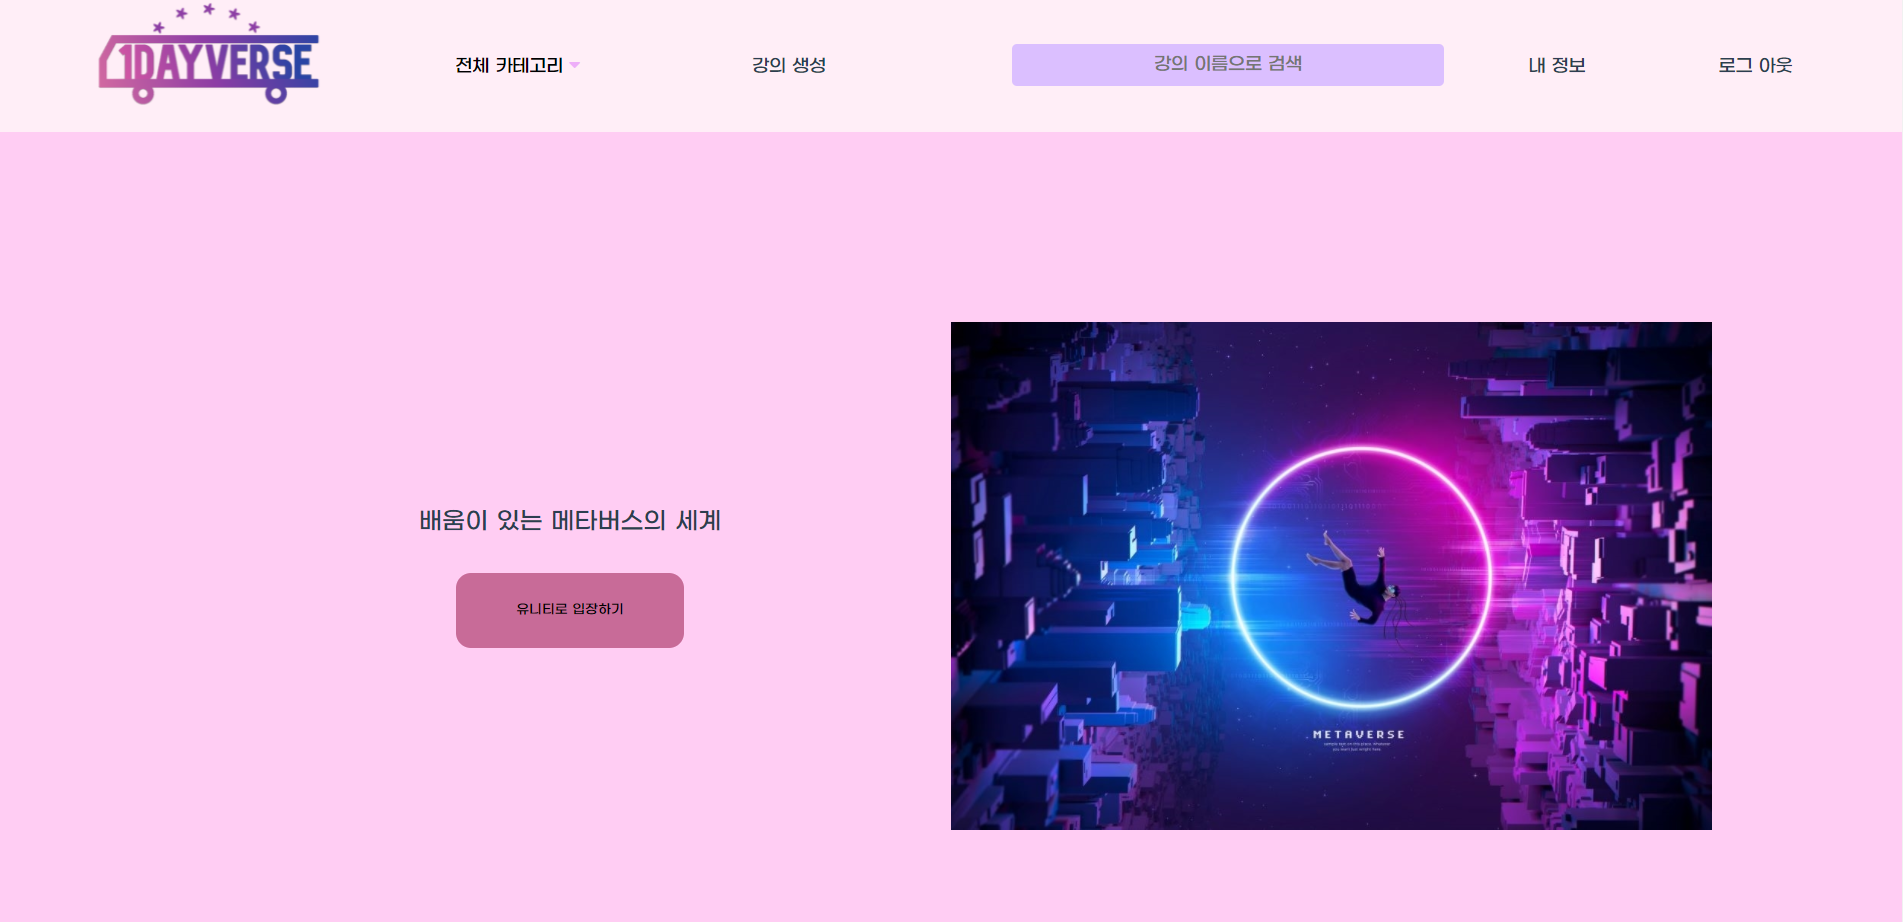 1DAYVERSE
전체 카테고리
강의 생성
강의 이름으로 검색
내 정보
로그 아웃
배움이 있는 메타버스의 세계
유니티로 입장하기
METAVERSE